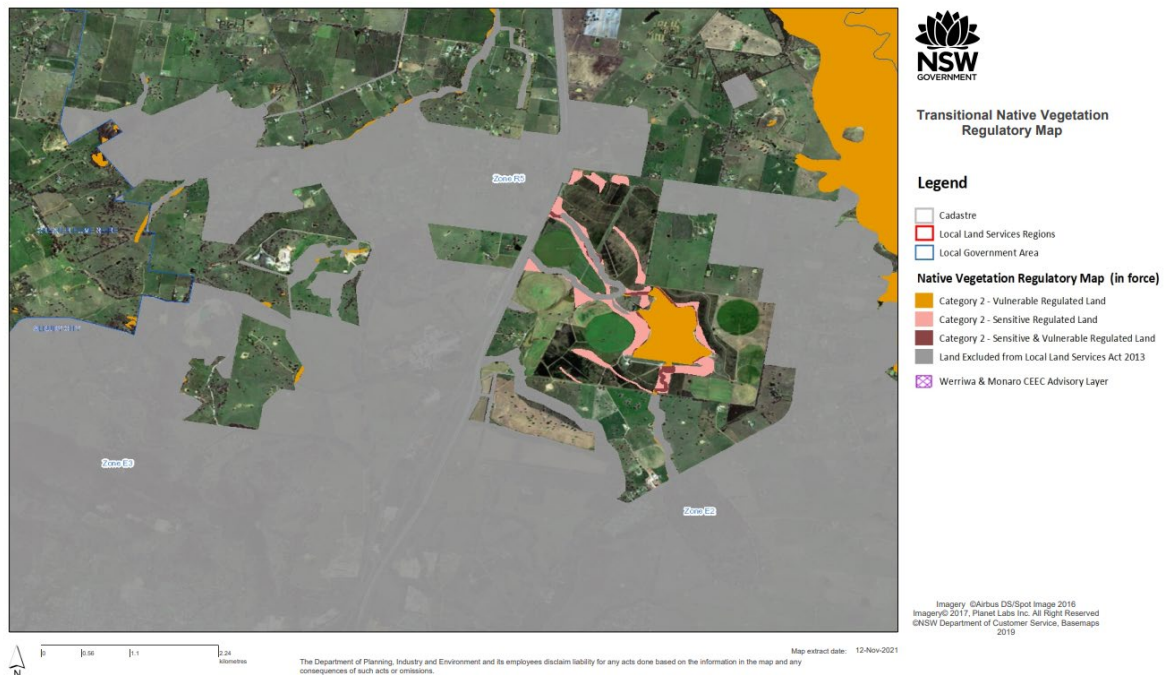 NSW
GOVERNMENT
Transitional Native Vegetation
Regulatory Map
Legend
Cadastre
Local Land Services Regions
Local Government Area
Native Vegetation Regulatory Map (in force)
Category 2 - Vulnerable Regulated Land
Category 2 - Sensitive Regulated Land
Category 2 - Sensitive & Vulnerable Regulated Land
Land Excluded from Local Land Services Act 2013
Werriwa & Monaro CEEC Advisory Layer
Zone R5
Zone E3
Zone E2
Imagery ©Airbus DS/Spot Image 2016
Imagery© 2017, Planet Labs Inc. All Right Reserved
©NSW Department of Customer Service, Basemaps
2019
0 0.56 1.1 2.24
kilometres
N
Map extract date: 12-Nov-2021
The Department of Planning, Industry and Environment and its employees disclaim liability for any acts done based on the information in the map and any
consequences of such acts or omissions.